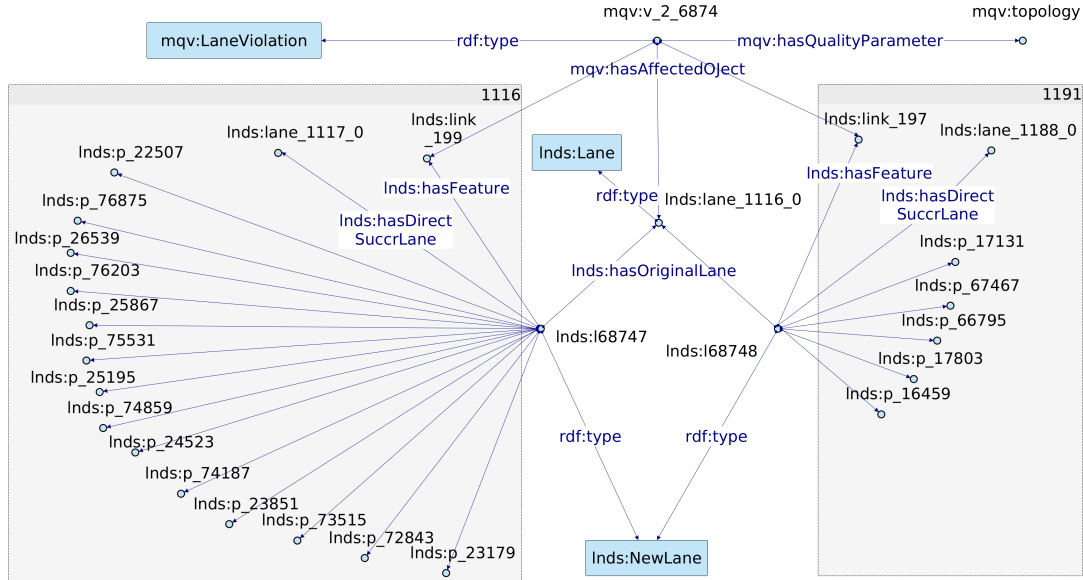 mqv:v_2_6874
mqv:topology
mqv:LaneViolation
rdf:type
mqv:hasQualityParameter
mqv:hasAffectedOJect
1116
1191
lnds:link
_199
lnds:link_197
lnds:lane_1117_0
lnds:lane_1188_0
lnds:p_22507
lnds:Lane
lnds:hasFeature
lnds:hasFeature
rdf:type
lnds:lane_1116_0
lnds:p_76875
lnds:hasDirect
SuccrLane
lnds:hasDirect
SuccrLane
lnds:p_26539
lnds:p_17131
lnds:p_76203
lnds:hasOriginalLane
lnds:p_67467
lnds:p_25867
lnds:p_66795
lnds:p_75531
lnds:l68747
lnds:l68748
lnds:p_17803
lnds:p_25195
lnds:p_16459
lnds:p_74859
lnds:p_24523
rdf:type
rdf:type
lnds:p_74187
lnds:p_23851
lnds:p_73515
lnds:p_72843
lnds:p_23179
lnds:NewLane